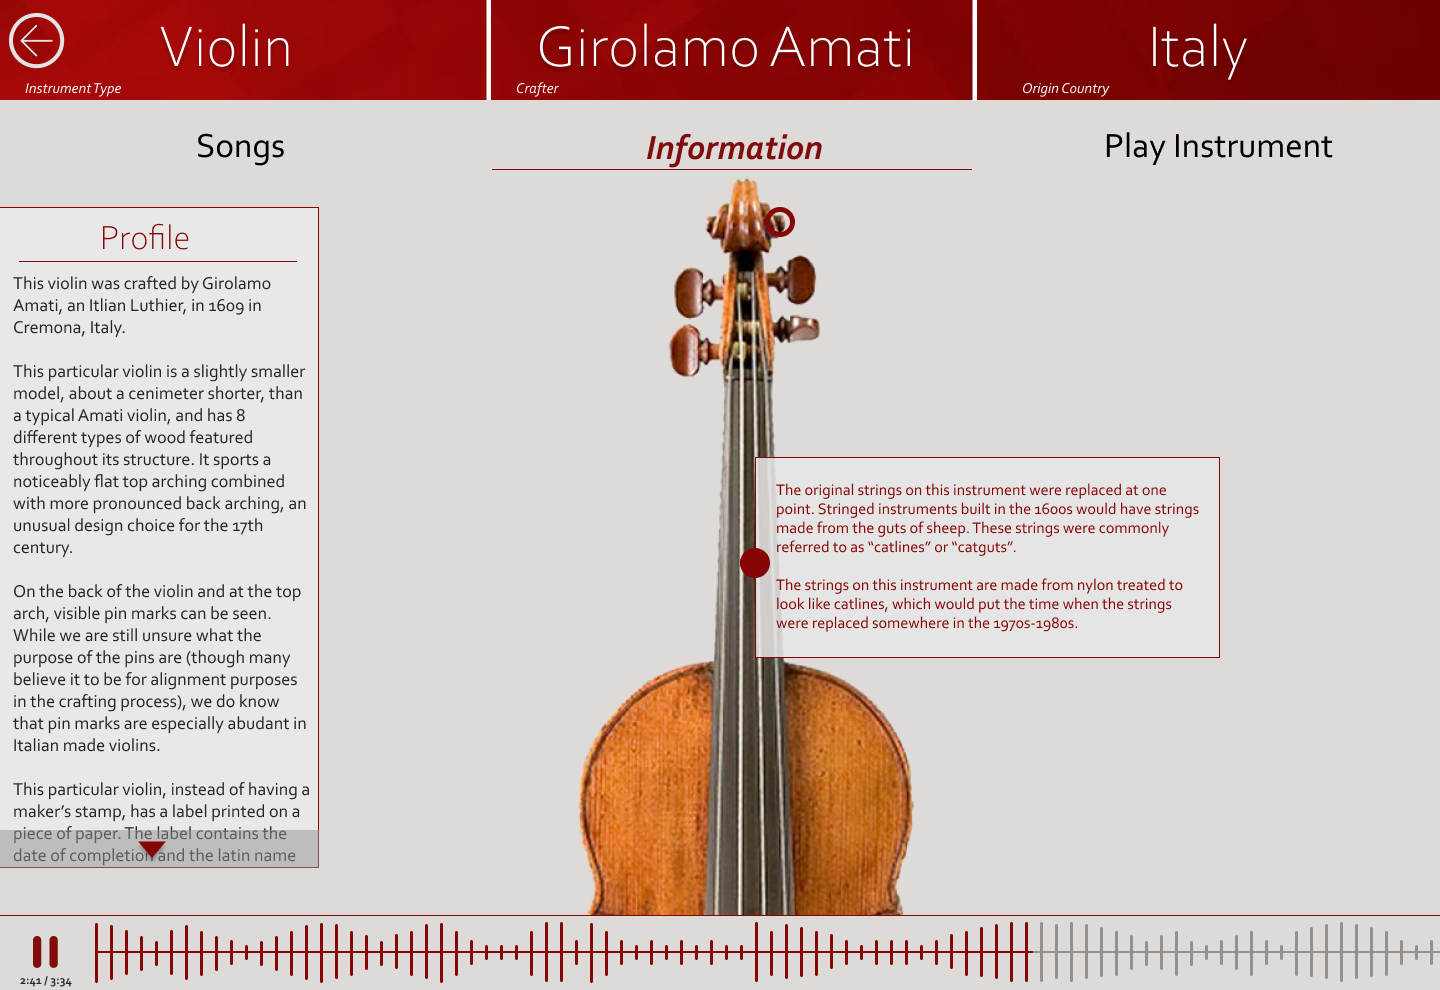 Violin
Instrument Type
Girolamo Amati
Crafter
Italy
Origin Country
Songs
Information
Play Instrument
Profile
This violin was crafted by Girolamo
Amati, an Itlian Luthier, in 1609 in
Cremona, Italy.
This particular violin is a slightly smaller
model, about a cenimeter shorter, than
a typical Amati violin, and has 8
different types of wood featured
throughout its structure. It sports a
noticeably flat top arching combined
with more pronounced back arching, an
unusual design choice for the 17th
century.
On the back of the violin and at the top
arch, visible pin marks can be seen.
While we are still unsure what the
purpose of the pins are (though many
believe it to be for alignment purposes
in the crafting process), we do know
that pin marks are especially abudant in
Italian made violins.
This particular violin, instead of having a
maker's stamp, has a label printed on a
piece of paper. The label contains the
date of completion and the latin name
The original strings on this instrument were replaced at one
point. Stringed instruments built in the 1600s would have strings
made from the guts of sheep. These strings were commonly
referred to as “catlines” or “catguts”.
The strings on this instrument are made from nylon treated to
look like catlines, which would put the time when the strings
were replaced somewhere in the 1970s-1980s.
2:41 / 3:34